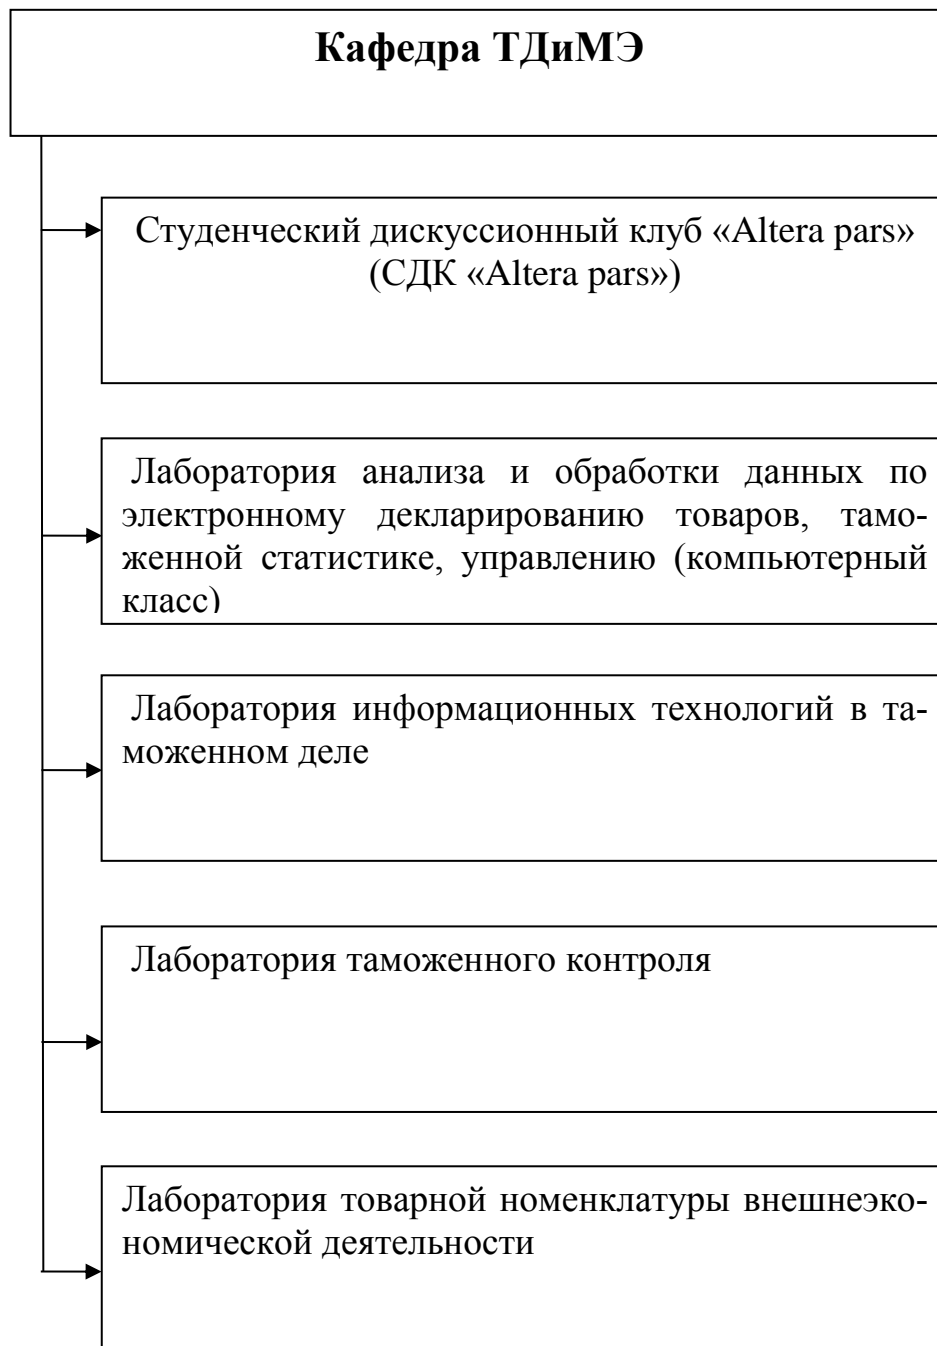 Кафедра ТДиМЭ
Студенческий дискуссионный клуб «Altera pars»
(СДК «Altera pars»)
Лаборатория анализа и обработки данных по
электронному декларированию товаров, тамо-
женной статистике, управлению (компьютерный
класс)
Лаборатория информационных технологий в та-
моженном деле
Лаборатория таможенного контроля
Лаборатория товарной номенклатуры внешнеэко-
номической деятельности